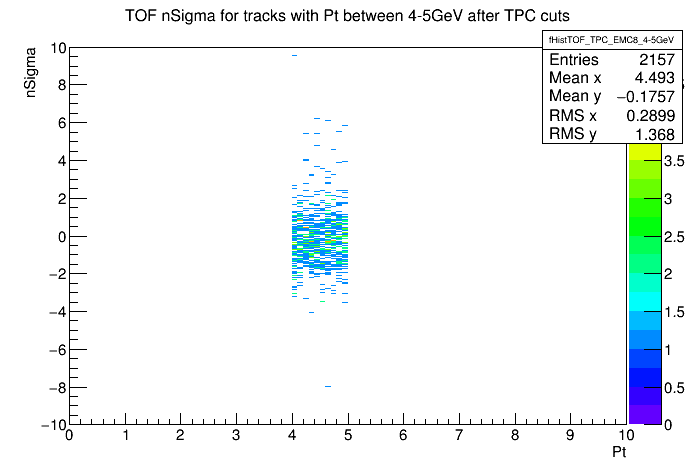 TOF nSigma for tracks with Pt between 4-5GeV after TPC cuts
fHistTOF_TPC_EMC8_4-5GeV
Entries 2157
Mean x 4.493
Mean y −0.1757
RMS x 0.2899
RMS y 1.368
nSigma
10
8
6
4
2
0
−2
−4
−6
−8
−10
0 1 2 3 4 5 6 7 8 9 10
Pt
3.5
3
2.5
2
1.5
1
0.5
0